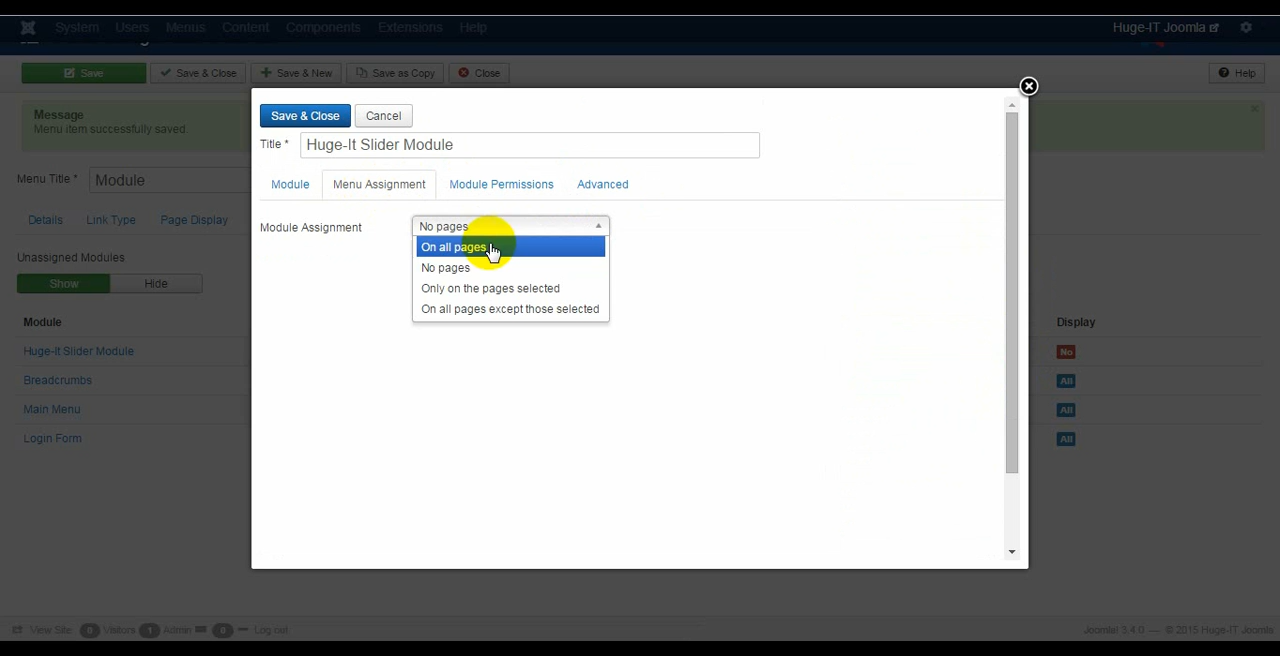 System Users Menus Content Components Extensions Help Huge-IT Joomla
Save Save & Close Save & New Save as Copy Close Help
Message
Menu item successfully saved.
Menu Title * Module
Details Link Type Page Display
Unassigned Modules
Show Hide
Module Display
Huge-It Slider Module No
Breadcrumbs All
Main Menu All
Login Form All
Save & Close Cancel
Title * Huge-It Slider Module
Module Menu Assignment Module Permissions Advanced
Module Assignment No pages
On all pages
No pages
Only on the pages selected
On all pages except those selected
View Site 0 Visitors 1 Admin 0 Log out
Joomla! 3.4.0 — © 2015 Huge-IT Joomla